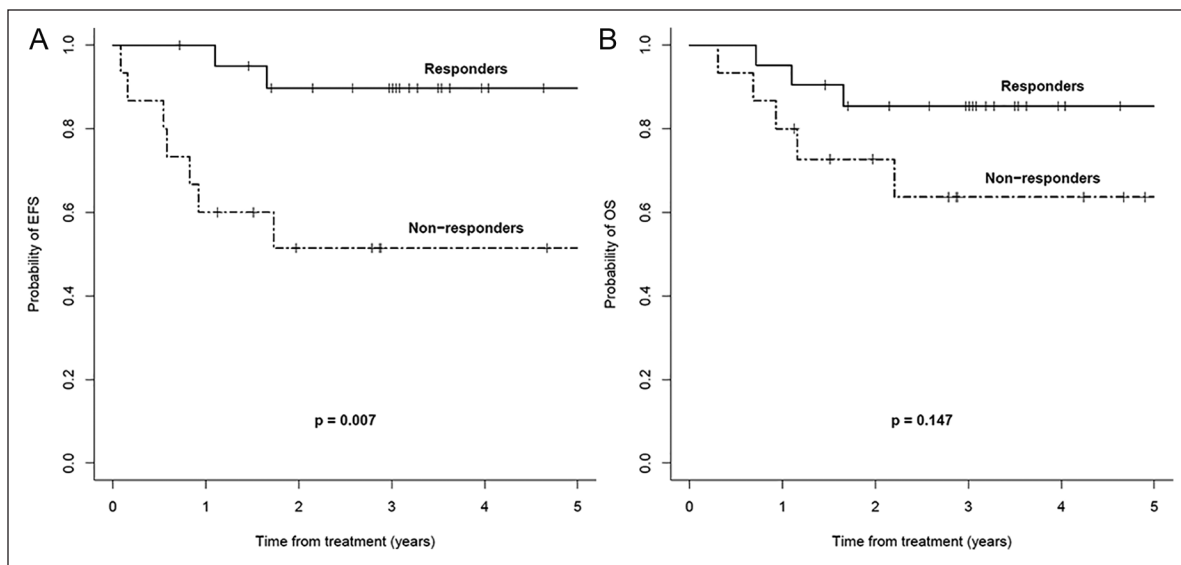 A
Probability of EFS
1.0
0.8
0.6
0.4
0.2
0.0
Responders
Non−responders
p = 0.007
0 1 2 3 4 5
Time from treatment (years)
B
Probability of OS
1.0
0.8
0.6
0.4
0.2
0.0
Responders
Non−responders
p = 0.147
0 1 2 3 4 5
Time from treatment (years)